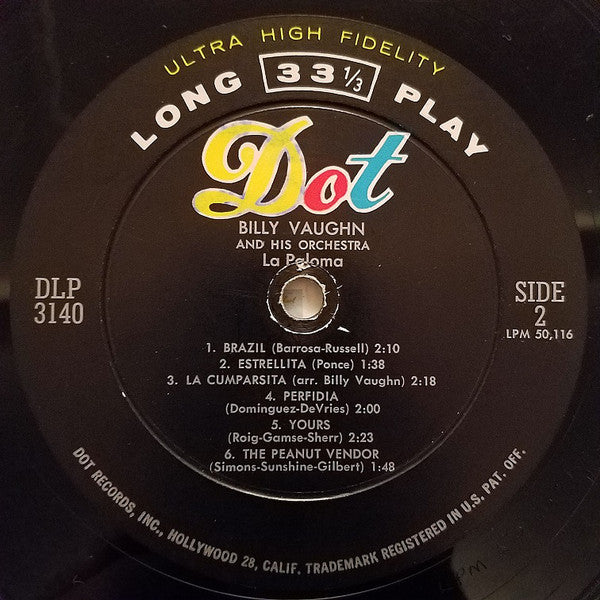 ULTRA HIGH FIDELITY
LONG 33 1/3 PLAY
Dot
BILLY VAUGHN
AND HIS ORCHESTRA
La Paloma
DLP
3140
SIDE
2
LPM 50,116
1. BRAZIL (Barrosa-Russell) 2:10
2. ESTRELLITA (Ponce) 1:38
3. LA CUMPARSITA (arr. Billy Vaughn) 2:18
4. PERFIDIA
(Dominguez-DeVries) 2:00
5. YOURS
(Roig-Gamse-Sherr) 2:23
6. THE PEANUT VENDOR
(Simons-Sunshine-Gilbert) 1:48
DOT RECORDS, INC., HOLLYWOOD 28, CALIF. TRADEMARK REGISTERED IN U.S. PAT. OFF.